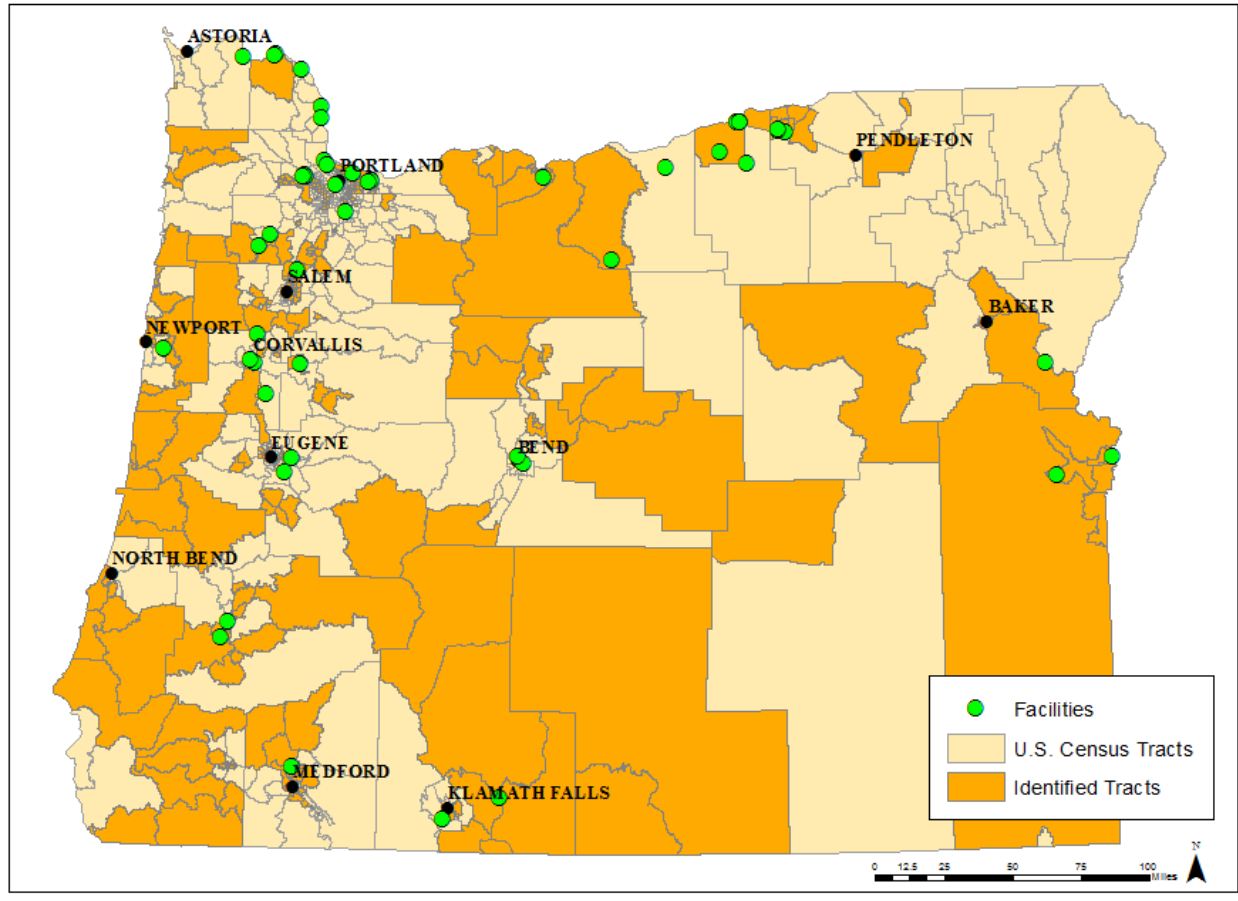 ASTORIA
PORTLAND
PENDLETON
SALEM
BAKER
NEWPORT
CORVALLIS
EUGENE
BEND
NORTH BEND
MEDFORD
KLAMATH FALLS
Facilities
U.S. Census Tracts
Identified Tracts
N
0 12.5 25 50 75 100
Miles